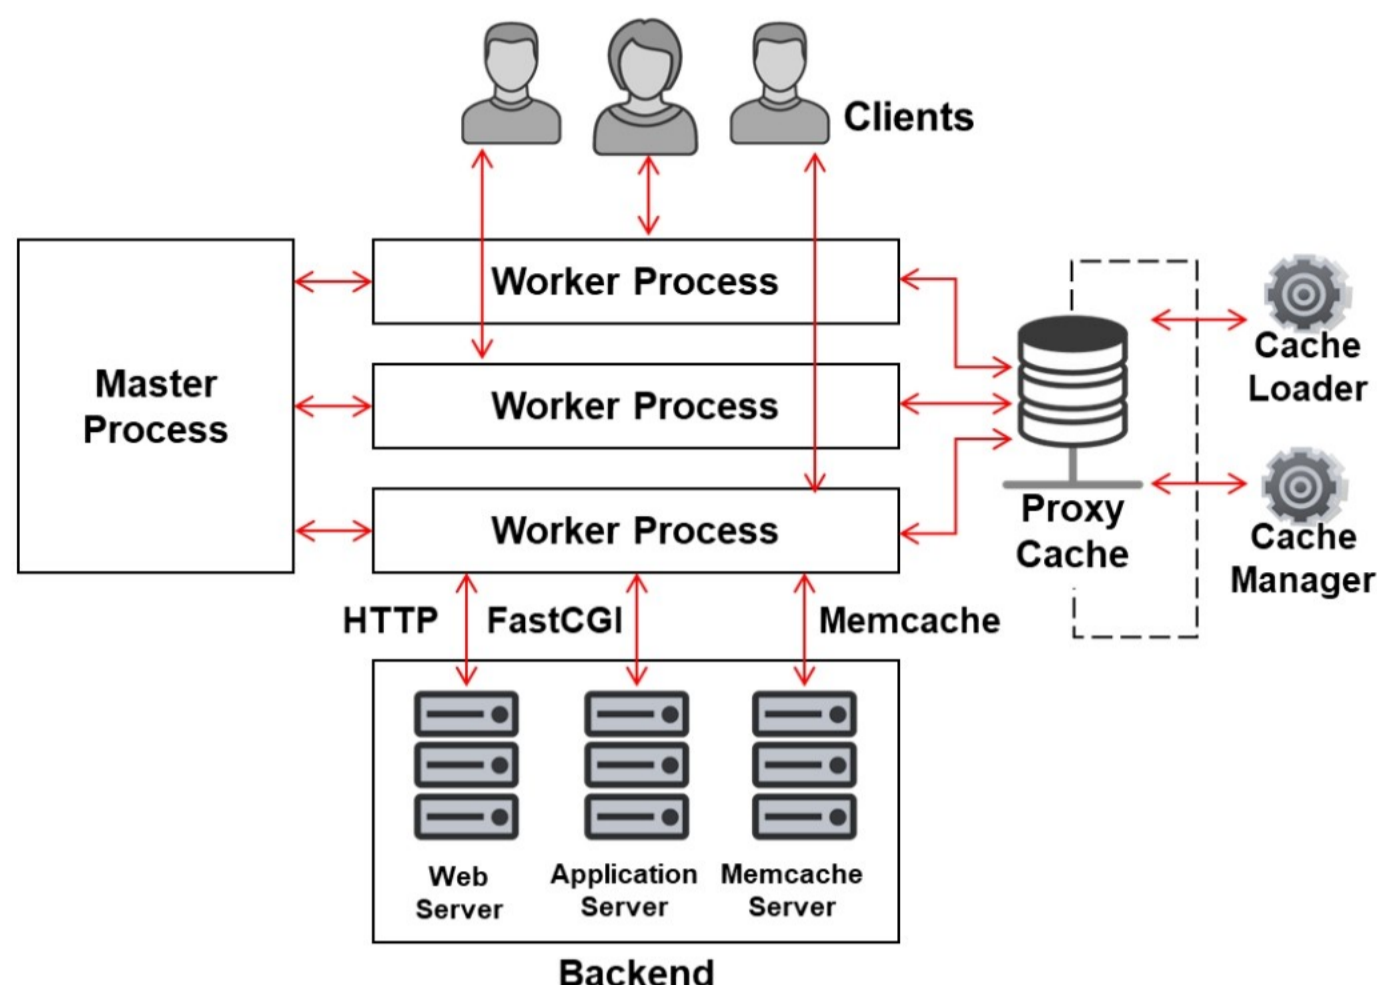 Clients
Worker Process
Master
Process
Worker Process
Worker Process
Cache
Loader
Proxy
Cache
Cache
Manager
HTTP
FastCGI
Memcache
Web
Server
Application
Server
Memcache
Server
Backend